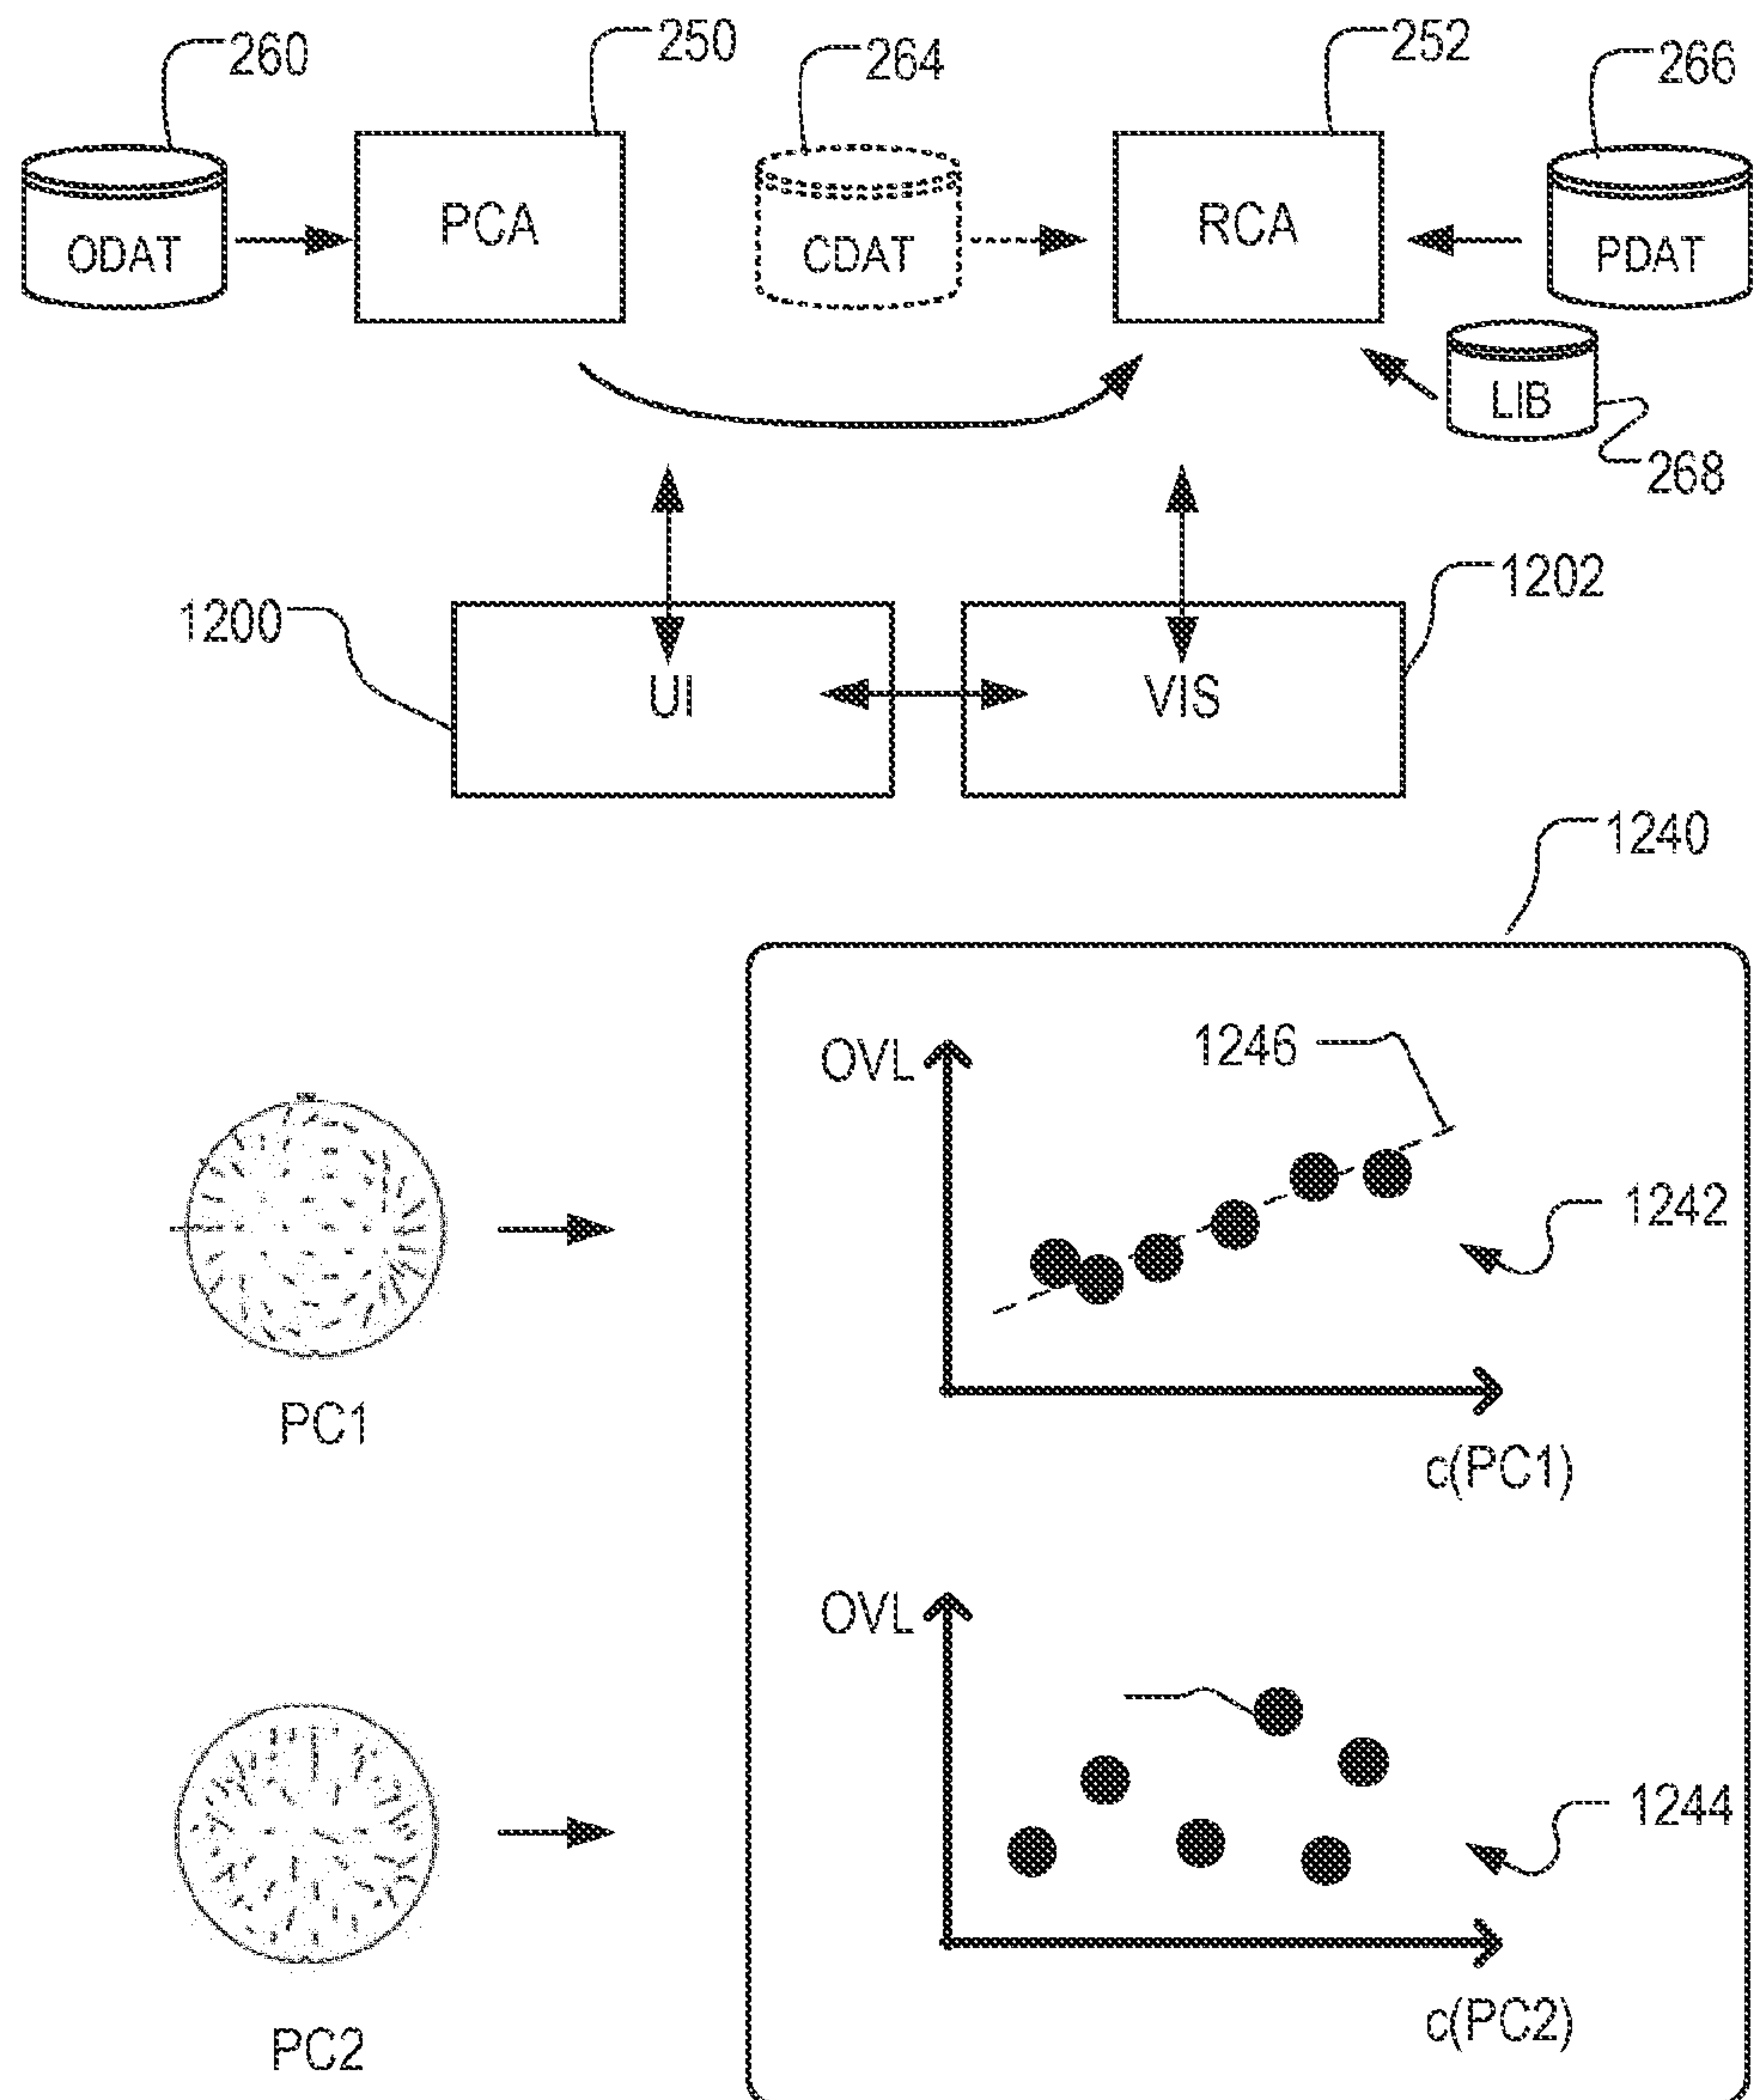 260
250
264
252
266
ODAT
PCA
CDAT
RCA
PDAT
LIB
268
1200
1202
UI
VIS
1240
OVL
1246
1242
PC1
c(PC1)
OVL
1244
PC2
c(PC2)